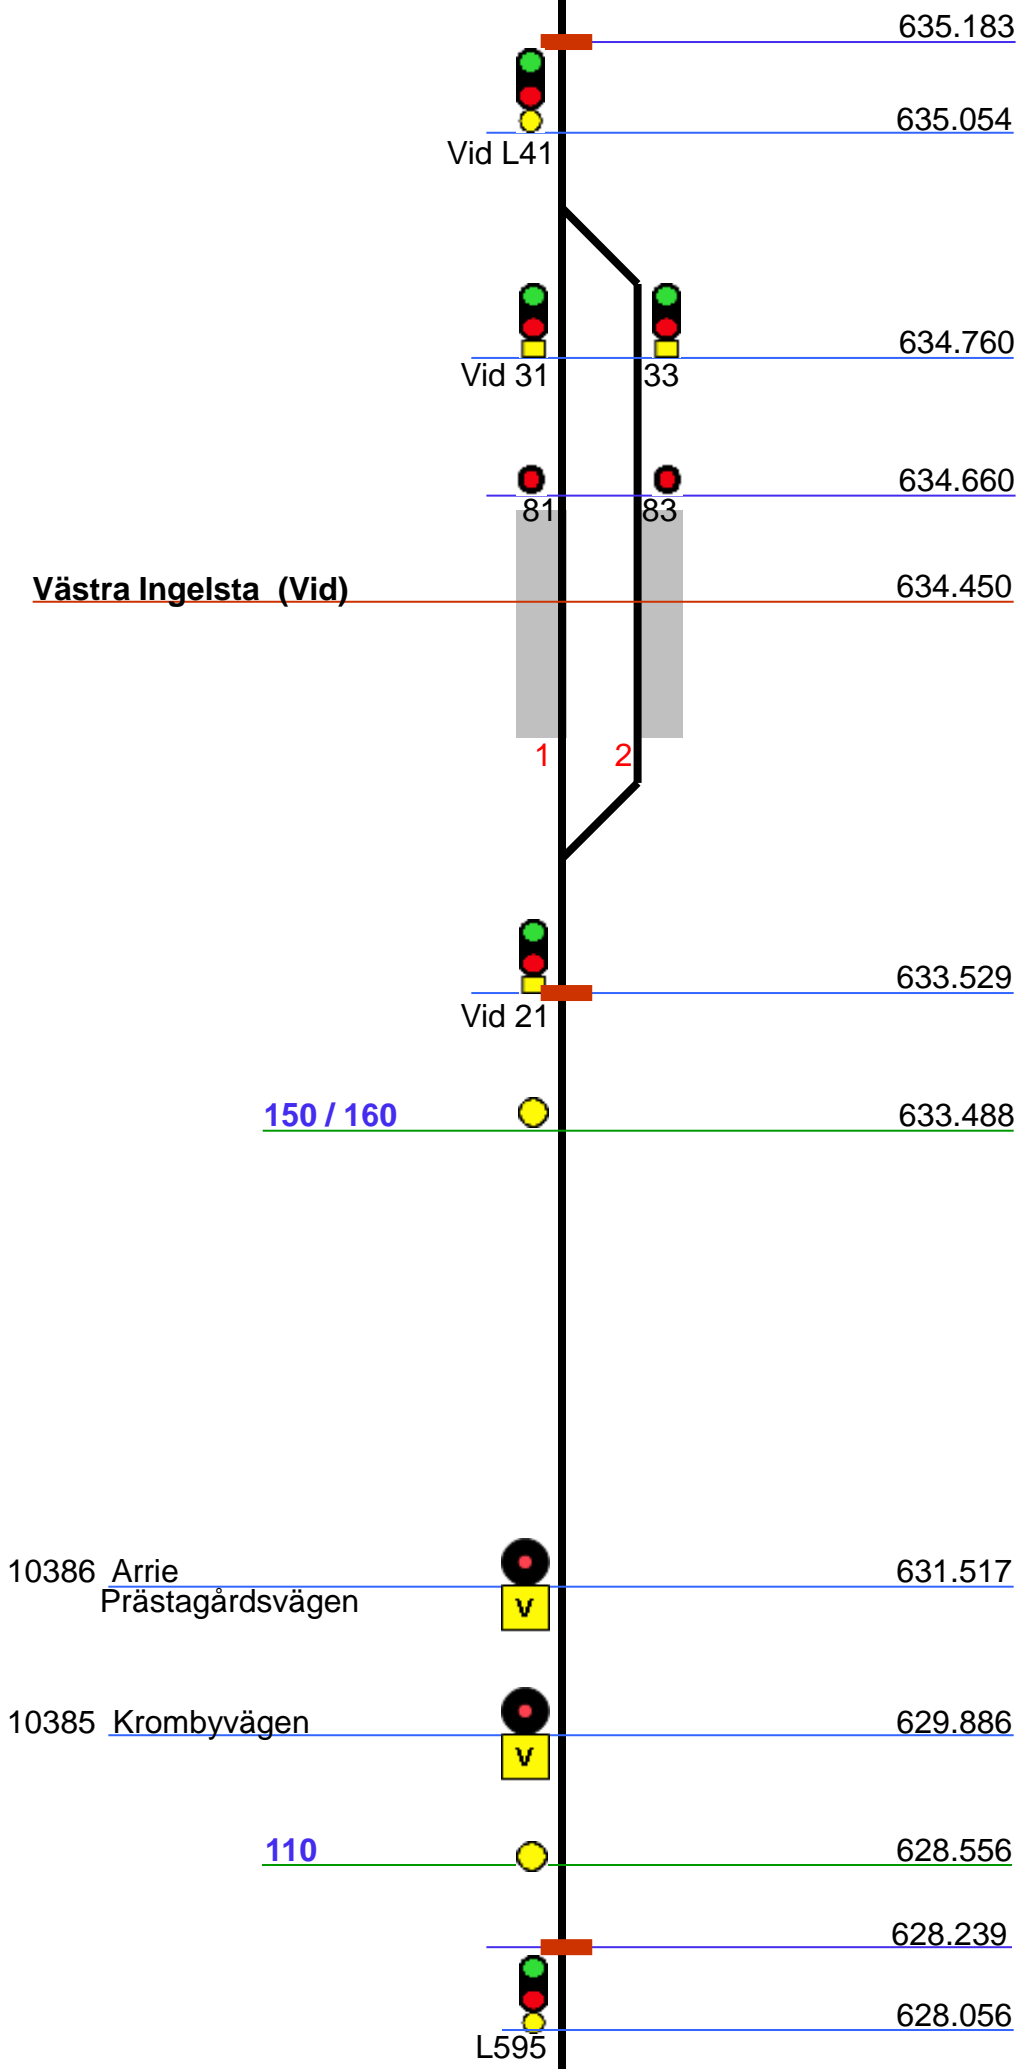 635.183
635.054
Vid L41
634.760
Vid 31 33
634.660
81 83
Västra Ingelsta (Vid) 634.450
1 2
633.529
Vid 21
150 / 160 633.488
10386 Arrie 631.517
Prästagårdsvägen
V
10385 Krombyvägen 629.886
V
110 628.556
628.239
628.056
L595